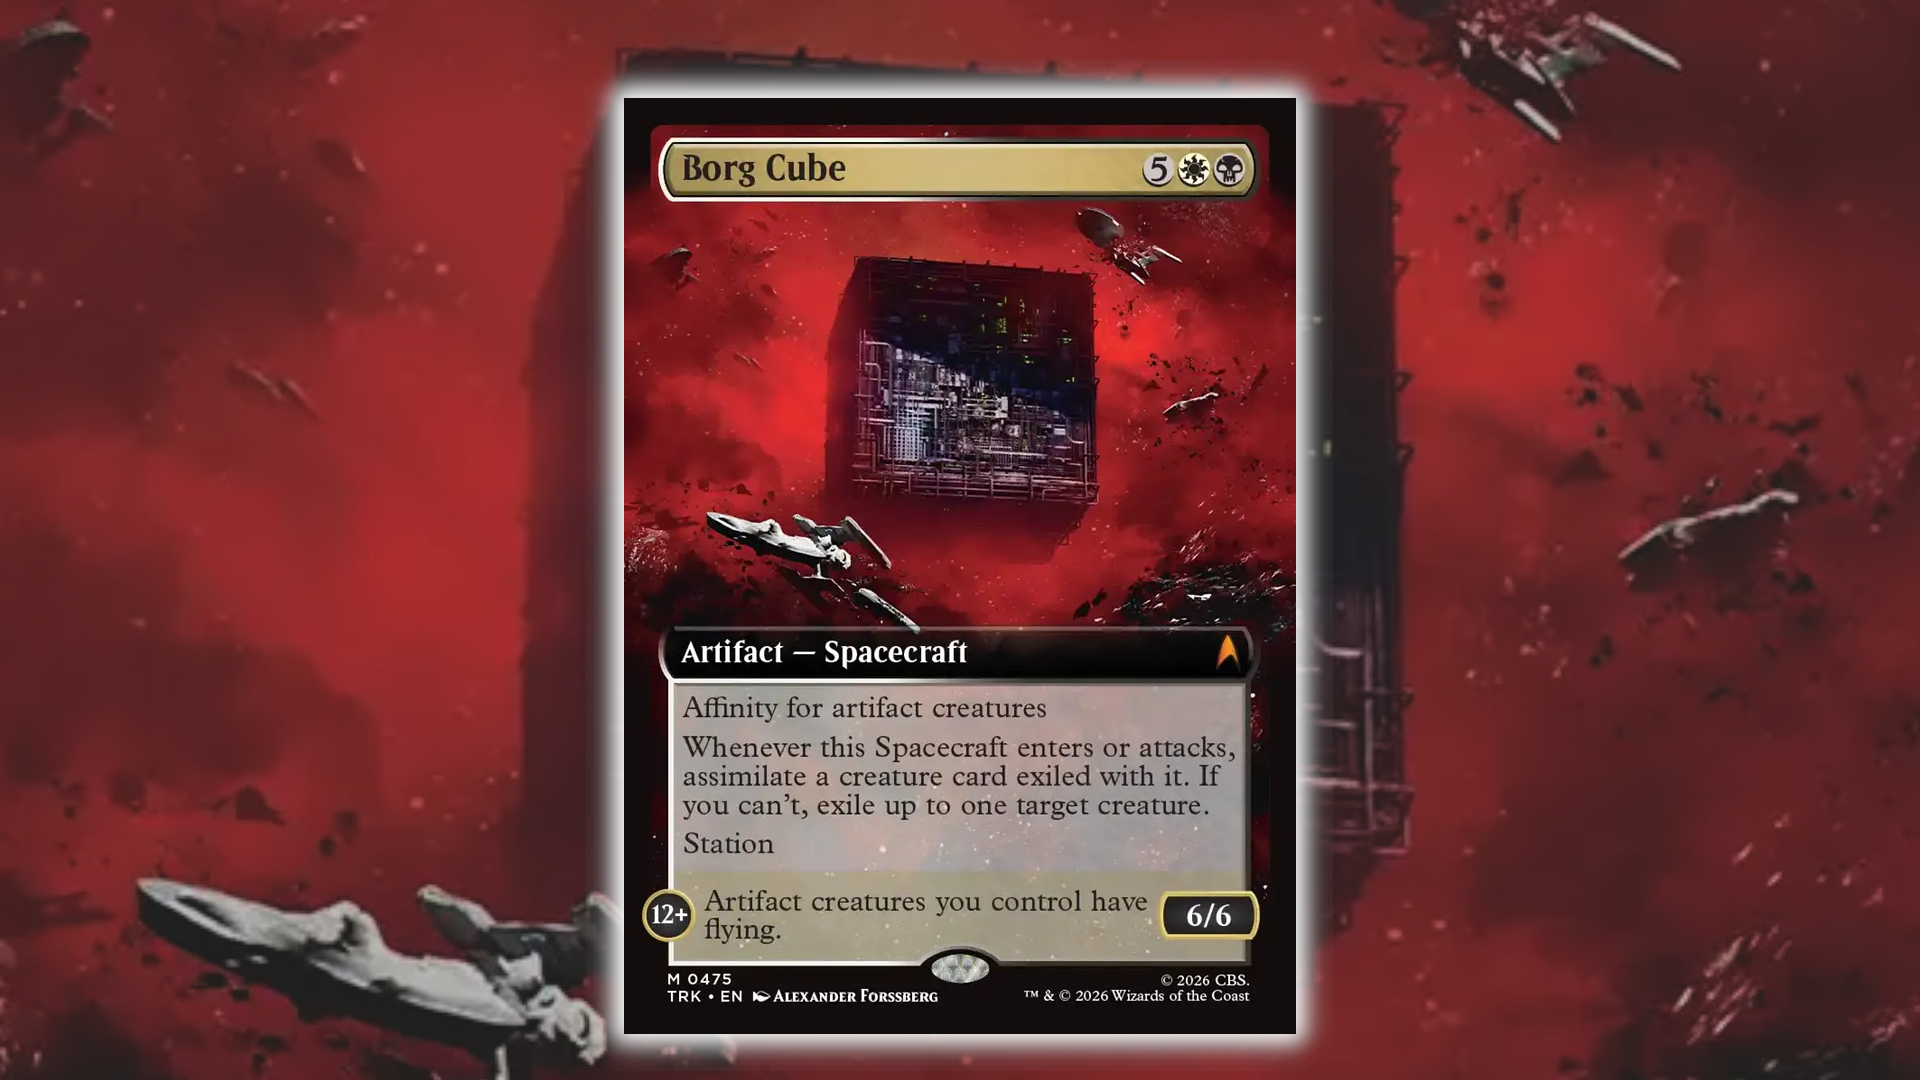 Borg Cube 5
Artifact — Spacecraft
Affinity for artifact creatures
Whenever this Spacecraft enters or attacks,
assimilate a creature card exiled with it. If
you can't, exile up to one target creature.
Station
12+ Artifact creatures you control have
flying.
6/6
M 0475
TRK • EN ALEXANDER FORSSBERG
© 2026 CBS.
™ & © 2026 Wizards of the Coast